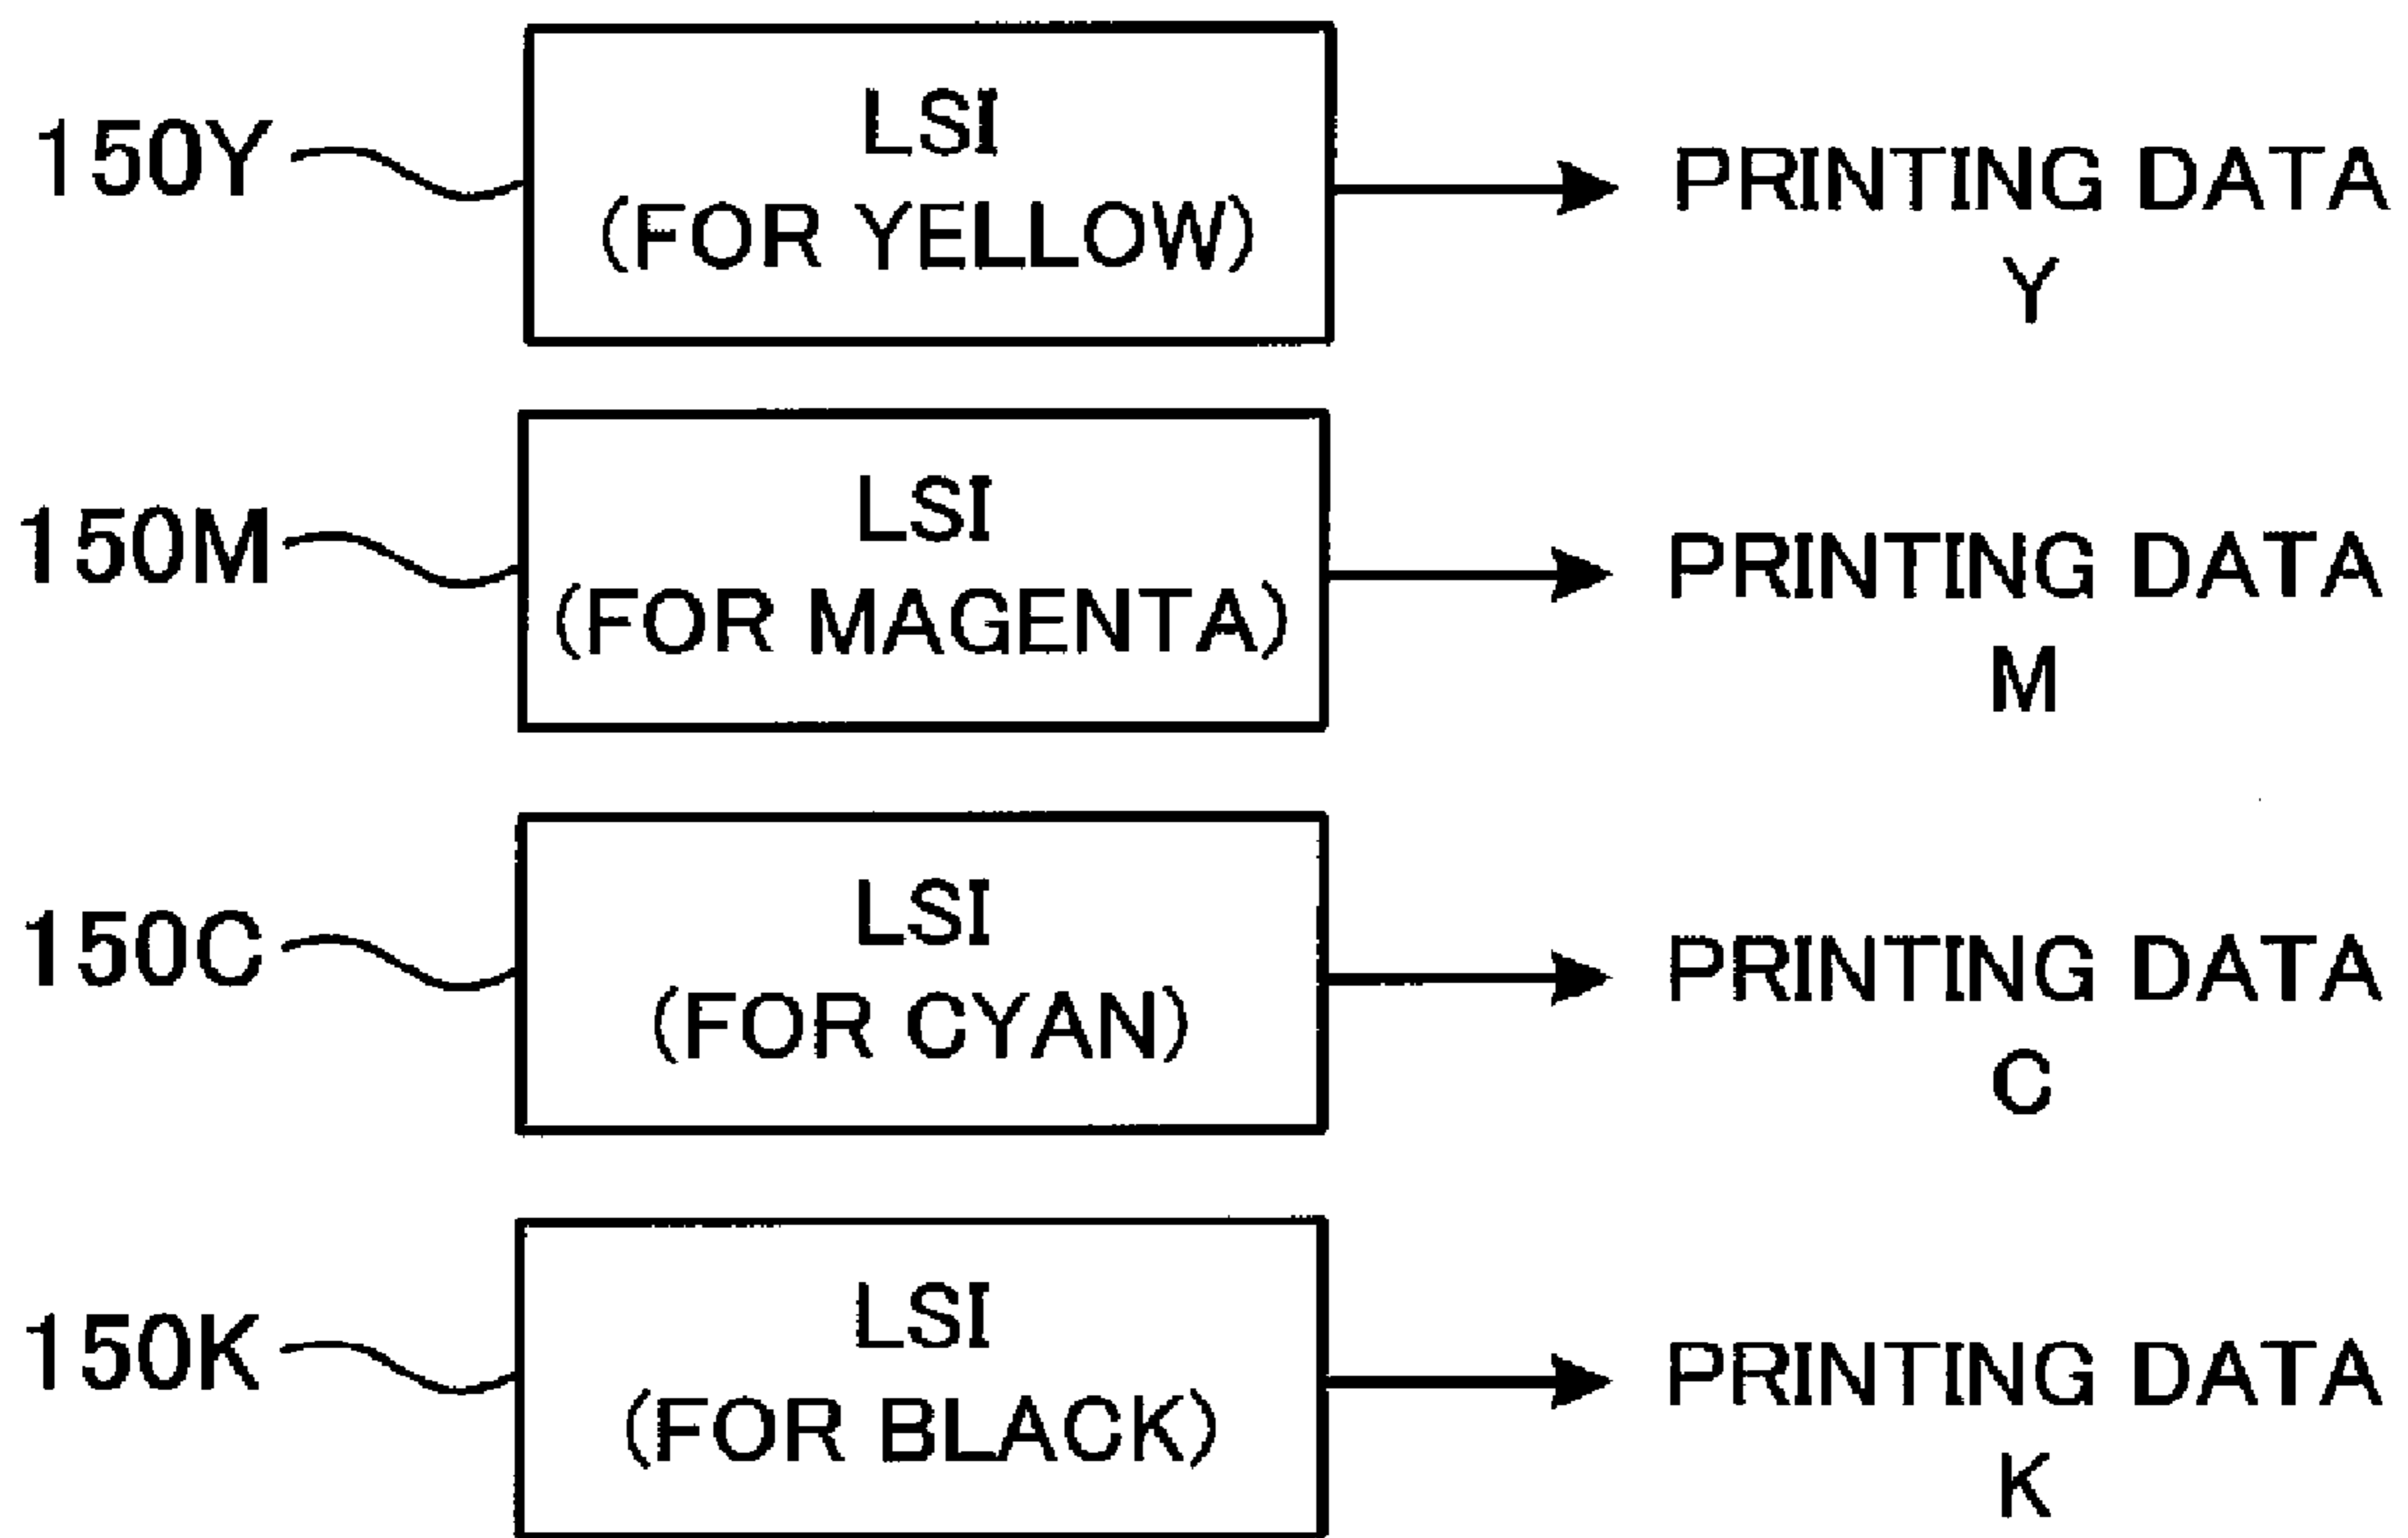 150Y
LSI
(FOR YELLOW)
PRINTING DATA
Y
150M
LSI
(FOR MAGENTA)
PRINTING DATA
M
150C
LSI
(FOR CYAN)
PRINTING DATA
C
150K
LSI
(FOR BLACK)
PRINTING DATA
K